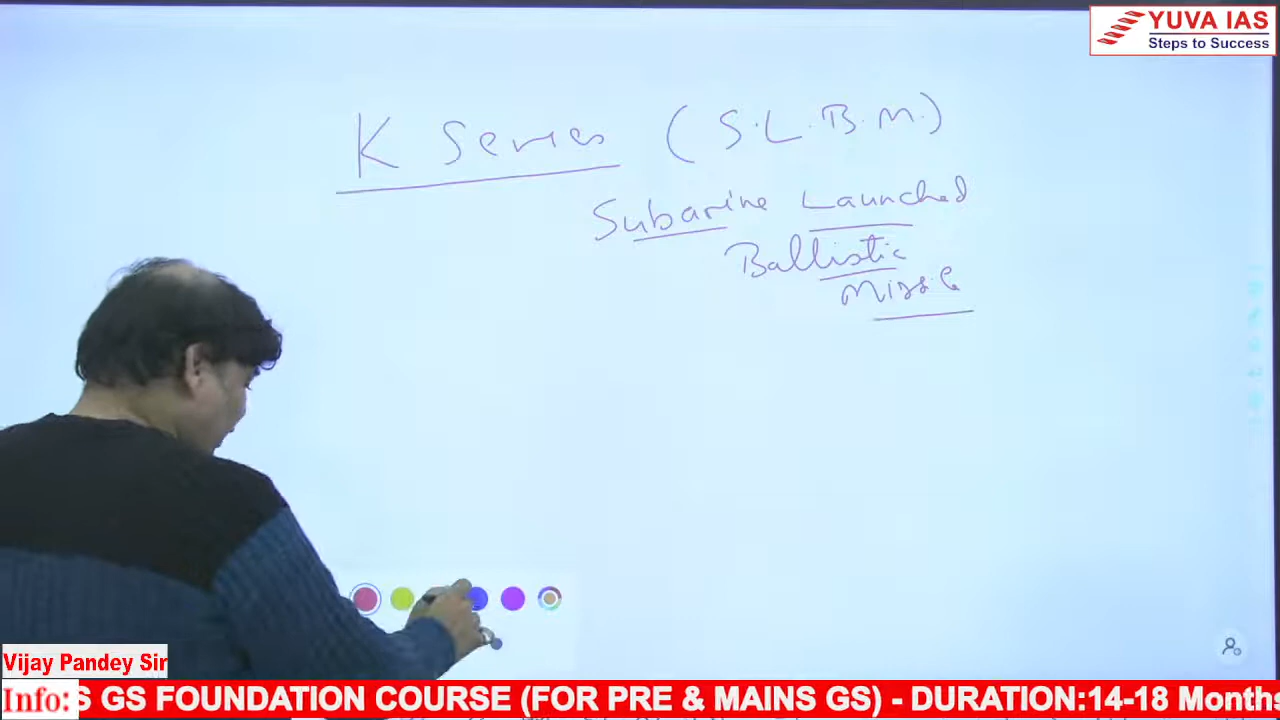 YUVA IAS
Steps to Success
K Series (S.L.B.M.)
Subarine Launched
Ballistic
Missile
Vijay Pandey Sir
Info: S GS FOUNDATION COURSE (FOR PRE & MAINS GS) - DURATION:14-18 Months